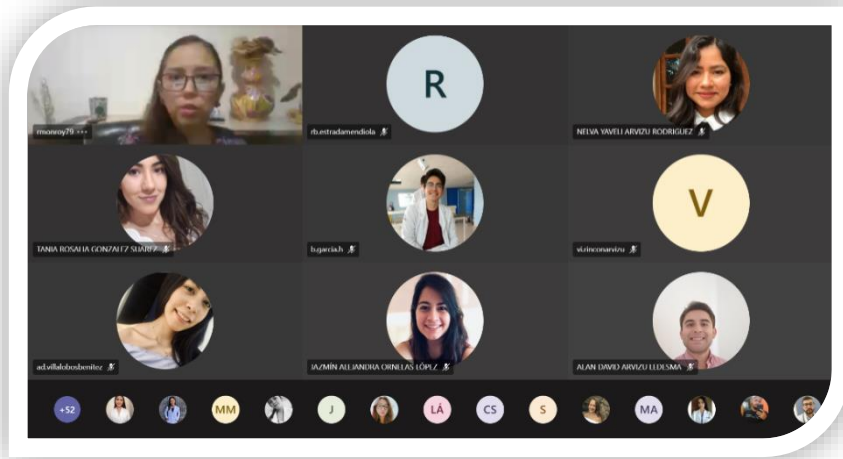 rmonroy79 •••
R
rb.estradamendiola
NELVA YAVELI ARVIZU RODRIGUEZ
TANIA ROSALIA GONZALEZ SUAREZ
b.garcia.h
V
vi.rinconarvizu
ad.villalobosbenitez
JAZMÍN ALEJANDRA ORNELAS LÓPEZ
ALAN DAVID ARVIZU LEDESMA
+52
MM
J
LÁ
CS
S
MA